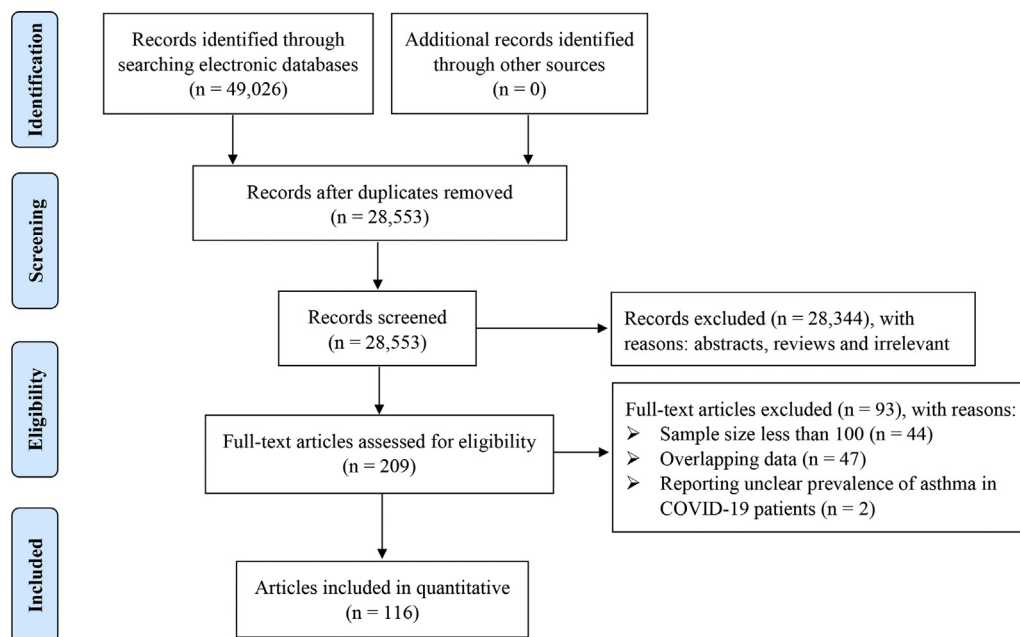 Identification
Records identified through
searching electronic databases
(n = 49,026)
Additional records identified
through other sources
(n = 0)
Screening
Records after duplicates removed
(n = 28,553)
Records screened
(n = 28,553)
Records excluded (n = 28,344), with
reasons: abstracts, reviews and irrelevant
Eligibility
Full-text articles assessed for eligibility
(n = 209)
Full-text articles excluded (n = 93), with reasons:
➢ Sample size less than 100 (n = 44)
➢ Overlapping data (n = 47)
➢ Reporting unclear prevalence of asthma in
COVID-19 patients (n = 2)
Included
Articles included in quantitative
(n = 116)